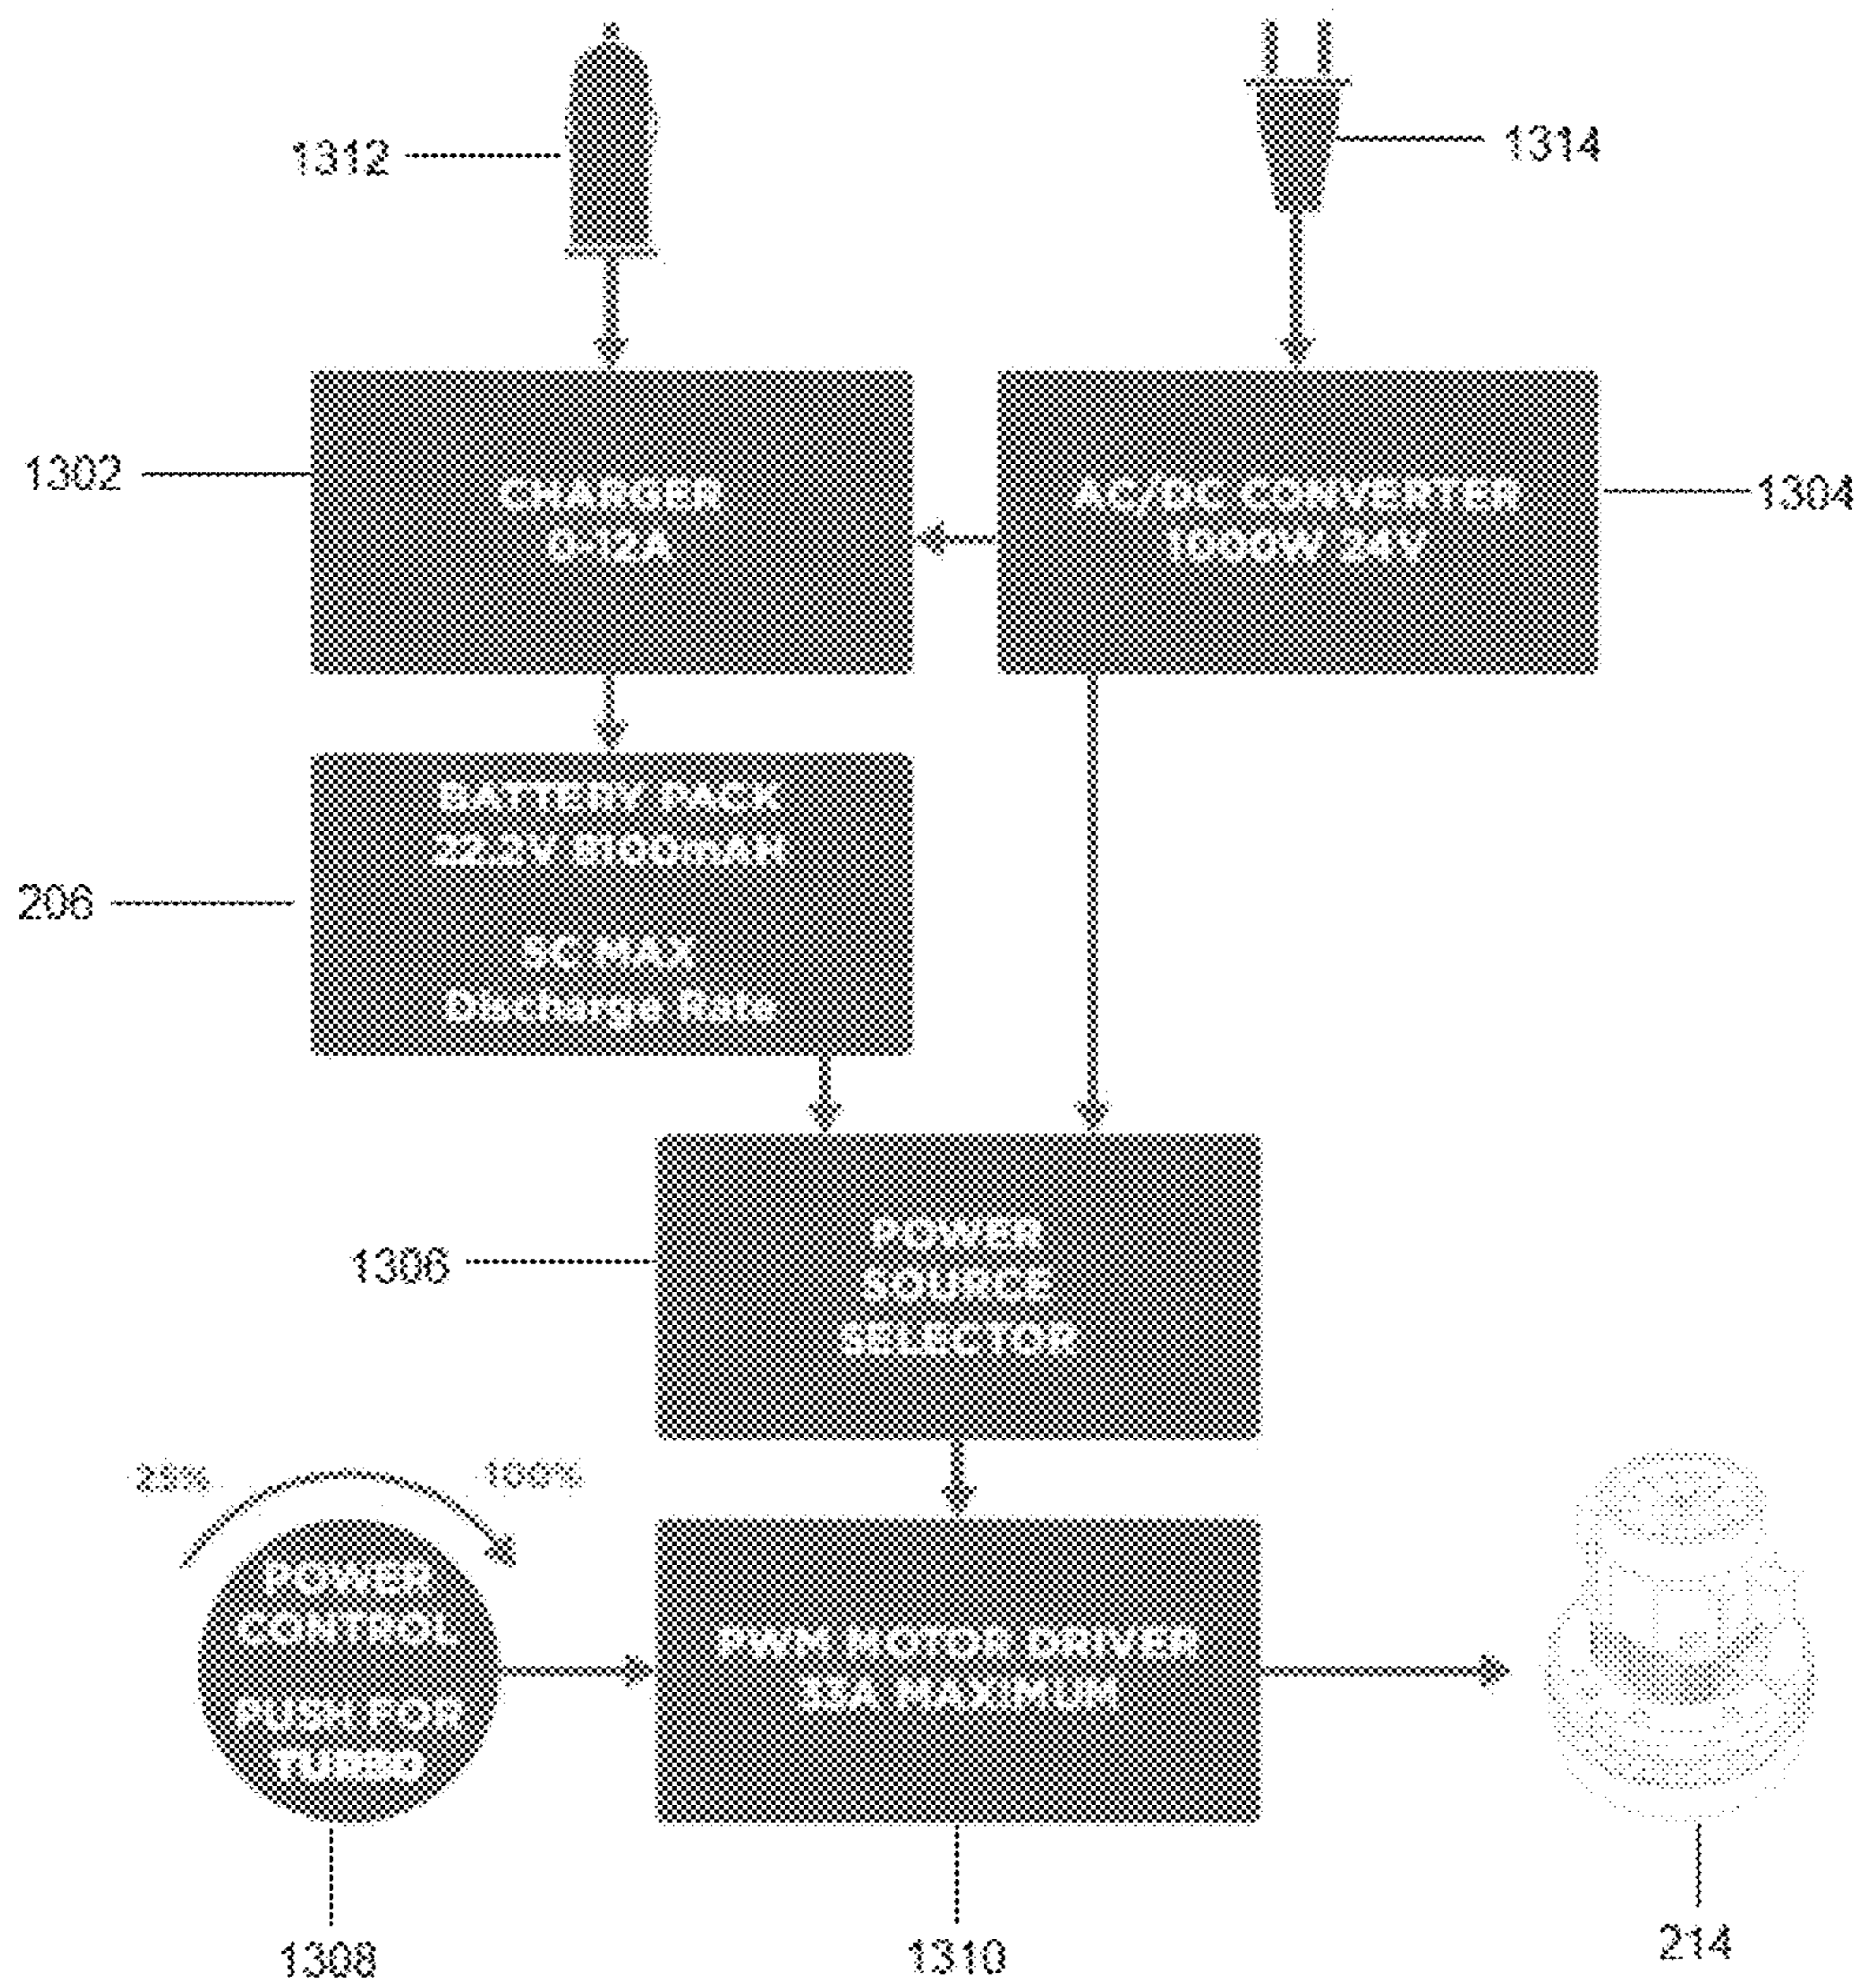 1312
1314
1302
CHARGER
0-12A
AC/DC CONVERTER
1000W 24V
1304
BATTERY PACK
22.2V 8100mAH
206
5C MAX
Discharge Rate
1306
POWER
SOURCE
SELECTOR
25%
100%
POWER
CONTROL
PUSH FOR
TURBO
PWM MOTOR DRIVER
33A MAXIMUM
1308
1310
214